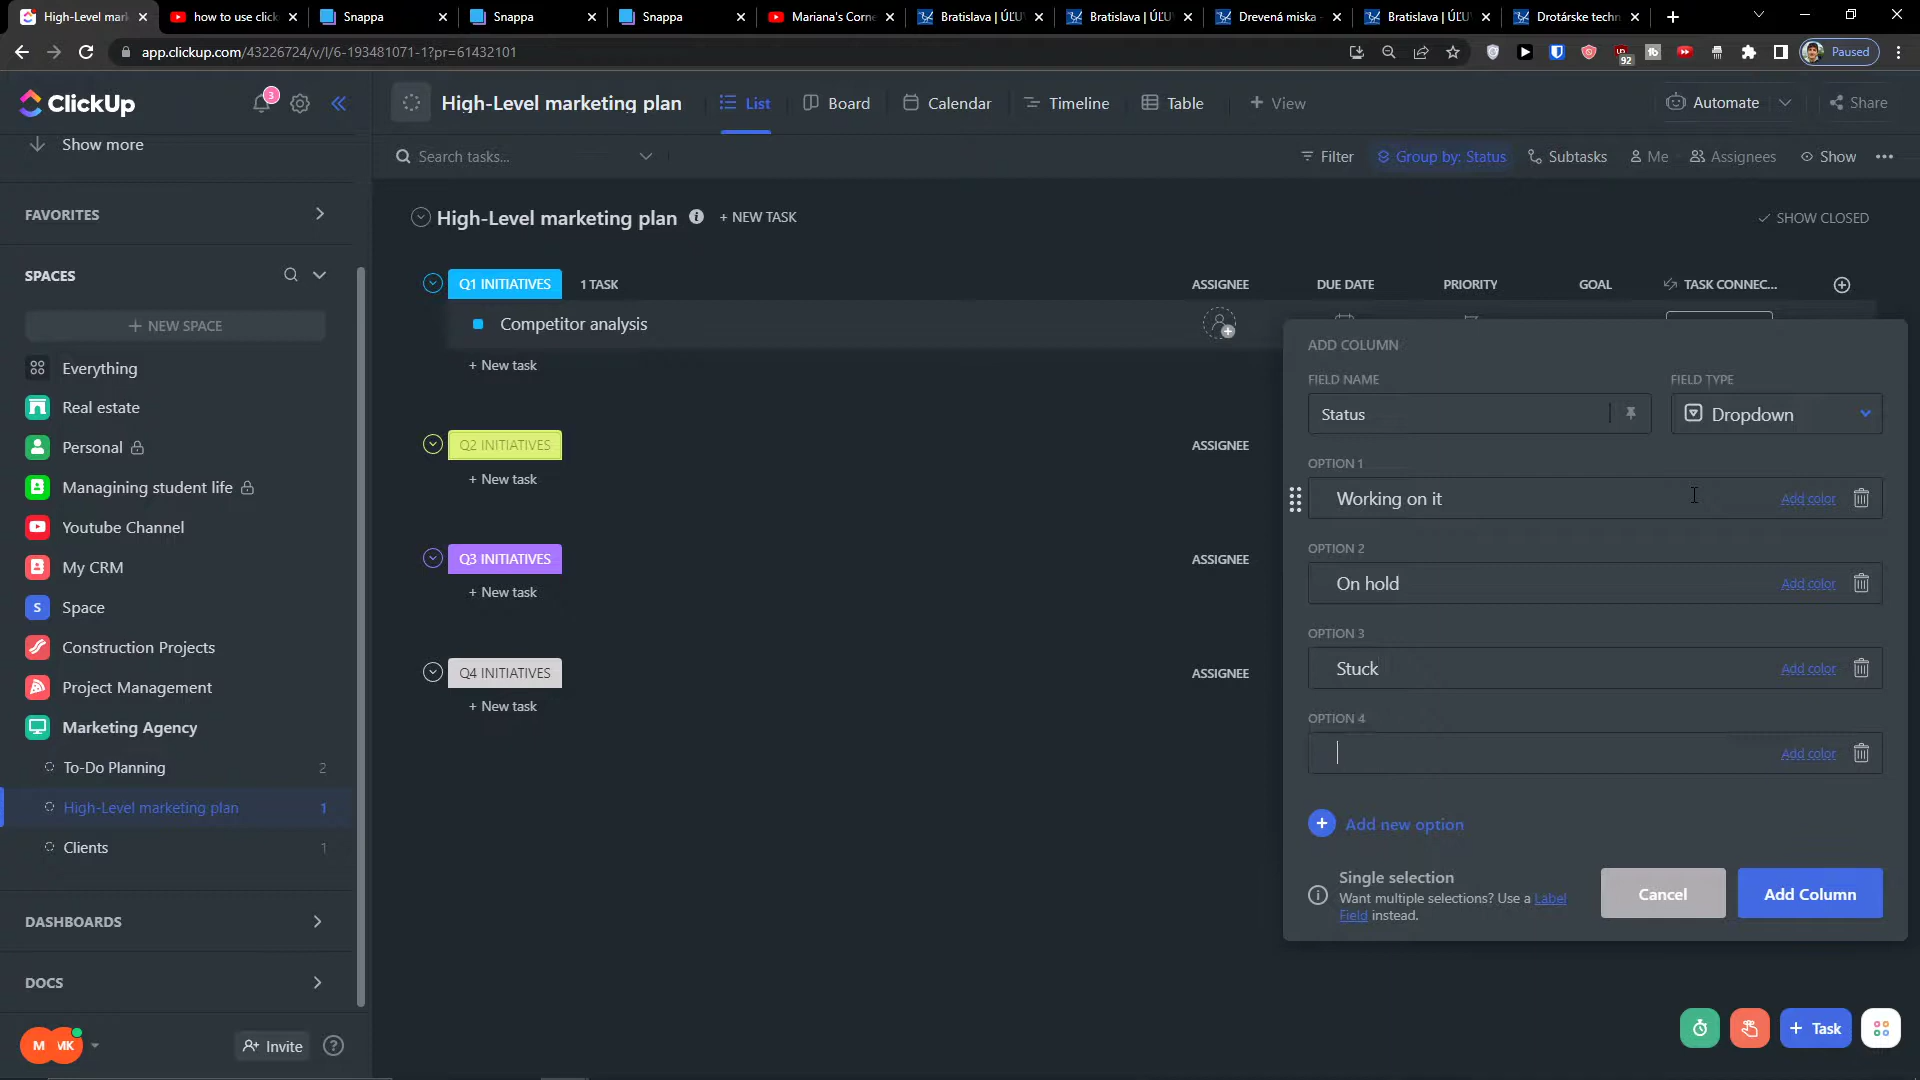 High-Level mark
how to use click
Snappa
Snappa
Snappa
Mariana's Corne
Bratislava | ÚĽU
Bratislava | ÚĽU
Drevená miska -
Bratislava | ÚĽU
Drotárske techn
app.clickup.com/43226724/v/l/6-193481071-1?pr=61432101
92
Paused
ClickUp
3
High-Level marketing plan
List
Board
Calendar
Timeline
Table
+ View
Automate
Share
Show more
Search tasks...
Filter
Group by: Status
Subtasks
Me
Assignees
Show
FAVORITES
High-Level marketing plan
+ NEW TASK
SHOW CLOSED
SPACES
+ NEW SPACE
Everything
Real estate
Personal
Managining student life
Youtube Channel
My CRM
S Space
Construction Projects
Project Management
Marketing Agency
To-Do Planning 2
High-Level marketing plan 1
Clients 1
DASHBOARDS
DOCS
M MK
Invite
?
Q1 INITIATIVES
1 TASK
ASSIGNEE
DUE DATE
PRIORITY
GOAL
TASK CONNEC...
Competitor analysis
+ New task
Q2 INITIATIVES
ASSIGNEE
+ New task
Q3 INITIATIVES
ASSIGNEE
+ New task
Q4 INITIATIVES
ASSIGNEE
+ New task
ADD COLUMN
FIELD NAME
FIELD TYPE
Status
Dropdown
OPTION 1
Working on it
Add color
OPTION 2
On hold
Add color
OPTION 3
Stuck
Add color
OPTION 4
Add color
+ Add new option
Single selection
Want multiple selections? Use a Label
Field instead.
Cancel
Add Column
+ Task